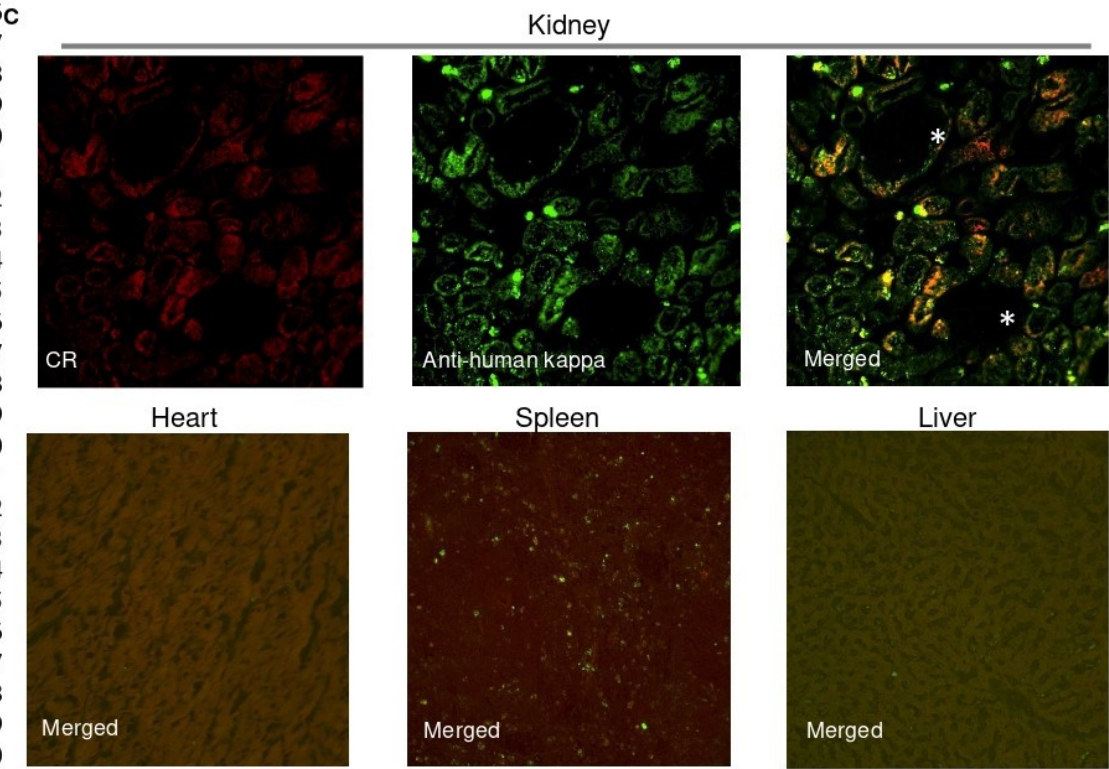 c
Kidney
CR
Anti-human kappa
*
*
Merged
Heart
Spleen
Liver
Merged
Merged
Merged